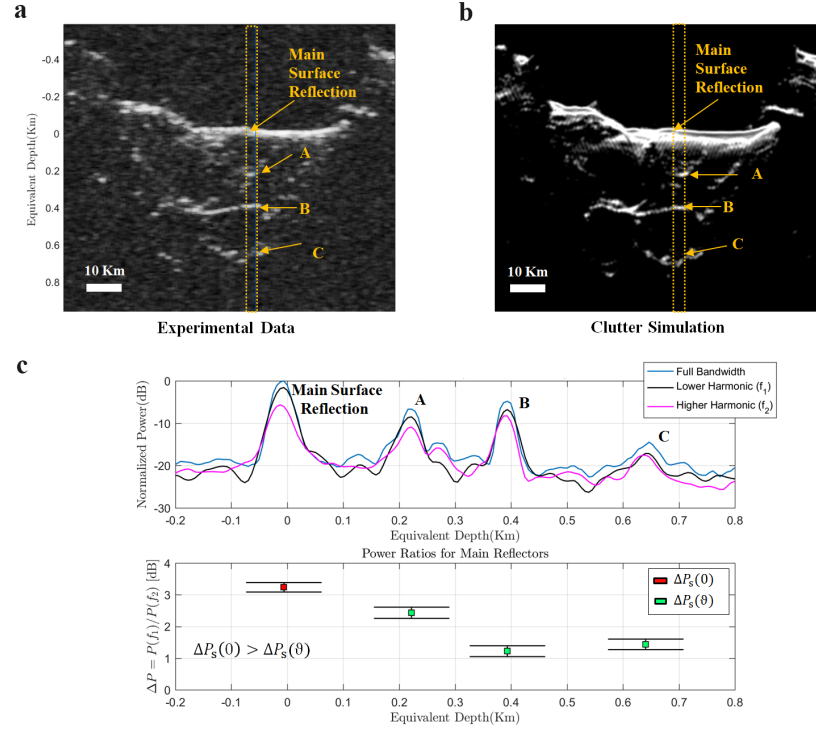 a
Main
Surface
Reflection
A
B
C
-0.4
-0.2
0
0.2
0.4
0.6
0.8
Equivalent Depth(Km)
10 Km
Experimental Data
b
Main
Surface
Reflection
A
B
C
10 Km
Clutter Simulation
c
Full Bandwidth
Lower Harmonic (f₁)
Higher Harmonic (f₂)
Main Surface
Reflection
A
B
C
0
-10
-20
-30
Normalized Power(dB)
-0.2 -0.1 0 0.1 0.2 0.3 0.4 0.5 0.6 0.7 0.8
Equivalent Depth(Km)
Power Ratios for Main Reflectors
4
3
2
1
0
ΔP = P(f₁)/P(f₂) [dB]
ΔPₛ(0)
ΔPₛ(ϑ)
ΔPₛ(0) > ΔPₛ(ϑ)
-0.2 -0.1 0 0.1 0.2 0.3 0.4 0.5 0.6 0.7 0.8
Equivalent Depth(Km)